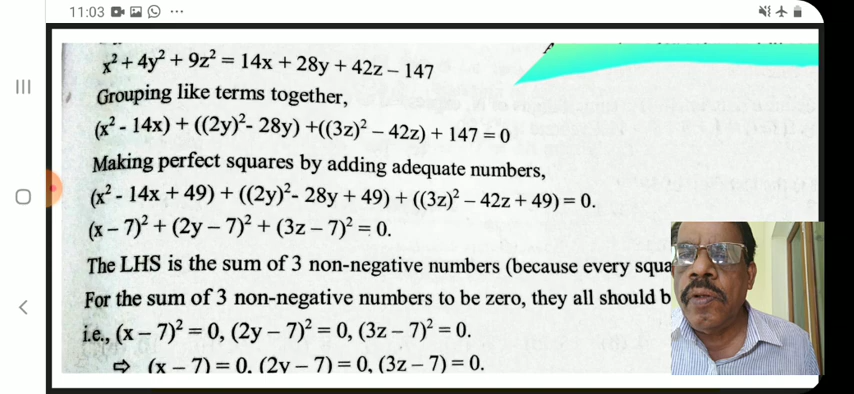 11:03
x² + 4y² + 9z² = 14x + 28y + 42z – 147
Grouping like terms together,
(x² - 14x) + ((2y)²- 28y) +((3z)² – 42z) + 147 = 0
Making perfect squares by adding adequate numbers,
(x² - 14x + 49) + ((2y)²- 28y + 49) + ((3z)² – 42z + 49) = 0.
(x – 7)² + (2y – 7)² + (3z – 7)² = 0.
The LHS is the sum of 3 non-negative numbers (because every squa
For the sum of 3 non-negative numbers to be zero, they all should b
i.e., (x – 7)² = 0, (2y – 7)² = 0, (3z – 7)² = 0.
⇨ (x – 7) = 0, (2y – 7) = 0, (3z – 7) = 0.